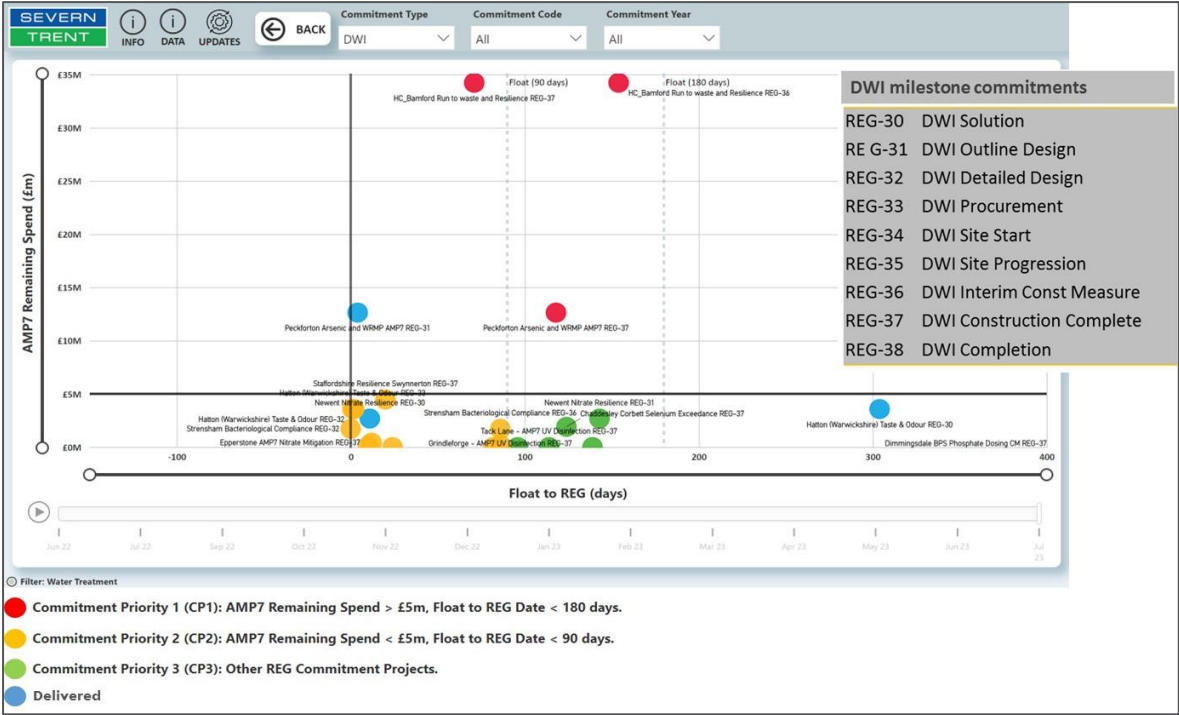 SEVERN
TRENT
INFO
DATA
UPDATES
BACK
Commitment Type
DWI
Commitment Code
All
Commitment Year
All
£35M
£30M
£25M
£20M
£15M
£10M
£5M
£0M
AMP7 Remaining Spend (£m)
Float (90 days)
Float (180 days)
HC_Bamford Run to waste and Resilience REG-37
HC_Bamford Run to waste and Resilience REG-36
Peckforton Arsenic and WRMP AMP7 REG-31
Peckforton Arsenic and WRMP AMP7 REG-37
Staffordshire Resilience Swynnerton REG-37
Hatton (Warwickshire) Taste & Odour REG-33
Newent Nitrate Resilience REG-30
Newent Nitrate Resilience REG-31
Hatton (Warwickshire) Taste & Odour REG-32
Strensham Bacteriological Compliance REG-36
Chaddesley Corbett Selenium Exceedance REG-37
Strensham Bacteriological Compliance REG-32
Tack Lane - AMP7 UV Disinfection REG-37
Hatton (Warwickshire) Taste & Odour REG-30
Epperstone AMP7 Nitrate Mitigation REG-37
Grindleforge - AMP7 UV Disinfection REG-37
Dimmingsdale BPS Phosphate Dosing CM REG-37
-100
0
100
200
300
400
Float to REG (days)
Jun 22
Jul 22
Sep 22
Oct 22
Nov 22
Dec 22
Jan 23
Feb 23
Mar 23
Apr 23
May 23
Jun 23
Jul
23
DWI milestone commitments
REG-30 DWI Solution
RE G-31 DWI Outline Design
REG-32 DWI Detailed Design
REG-33 DWI Procurement
REG-34 DWI Site Start
REG-35 DWI Site Progression
REG-36 DWI Interim Const Measure
REG-37 DWI Construction Complete
REG-38 DWI Completion
Filter: Water Treatment
Commitment Priority 1 (CP1): AMP7 Remaining Spend > £5m, Float to REG Date < 180 days.
Commitment Priority 2 (CP2): AMP7 Remaining Spend < £5m, Float to REG Date < 90 days.
Commitment Priority 3 (CP3): Other REG Commitment Projects.
Delivered